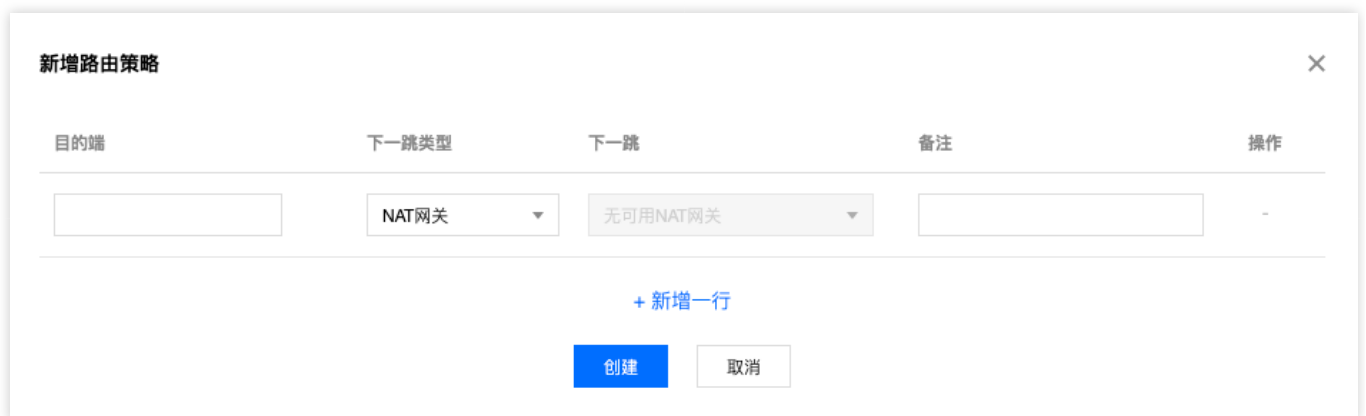 新增路由策略
目的端 下一跳类型 下一跳 备注 操作
NAT网关 无可用NAT网关 -
+ 新增一行
创建 取消